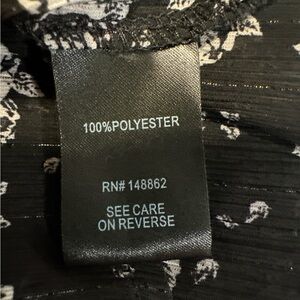 100%POLYESTER
RN# 148862
SEE CARE
ON REVERSE